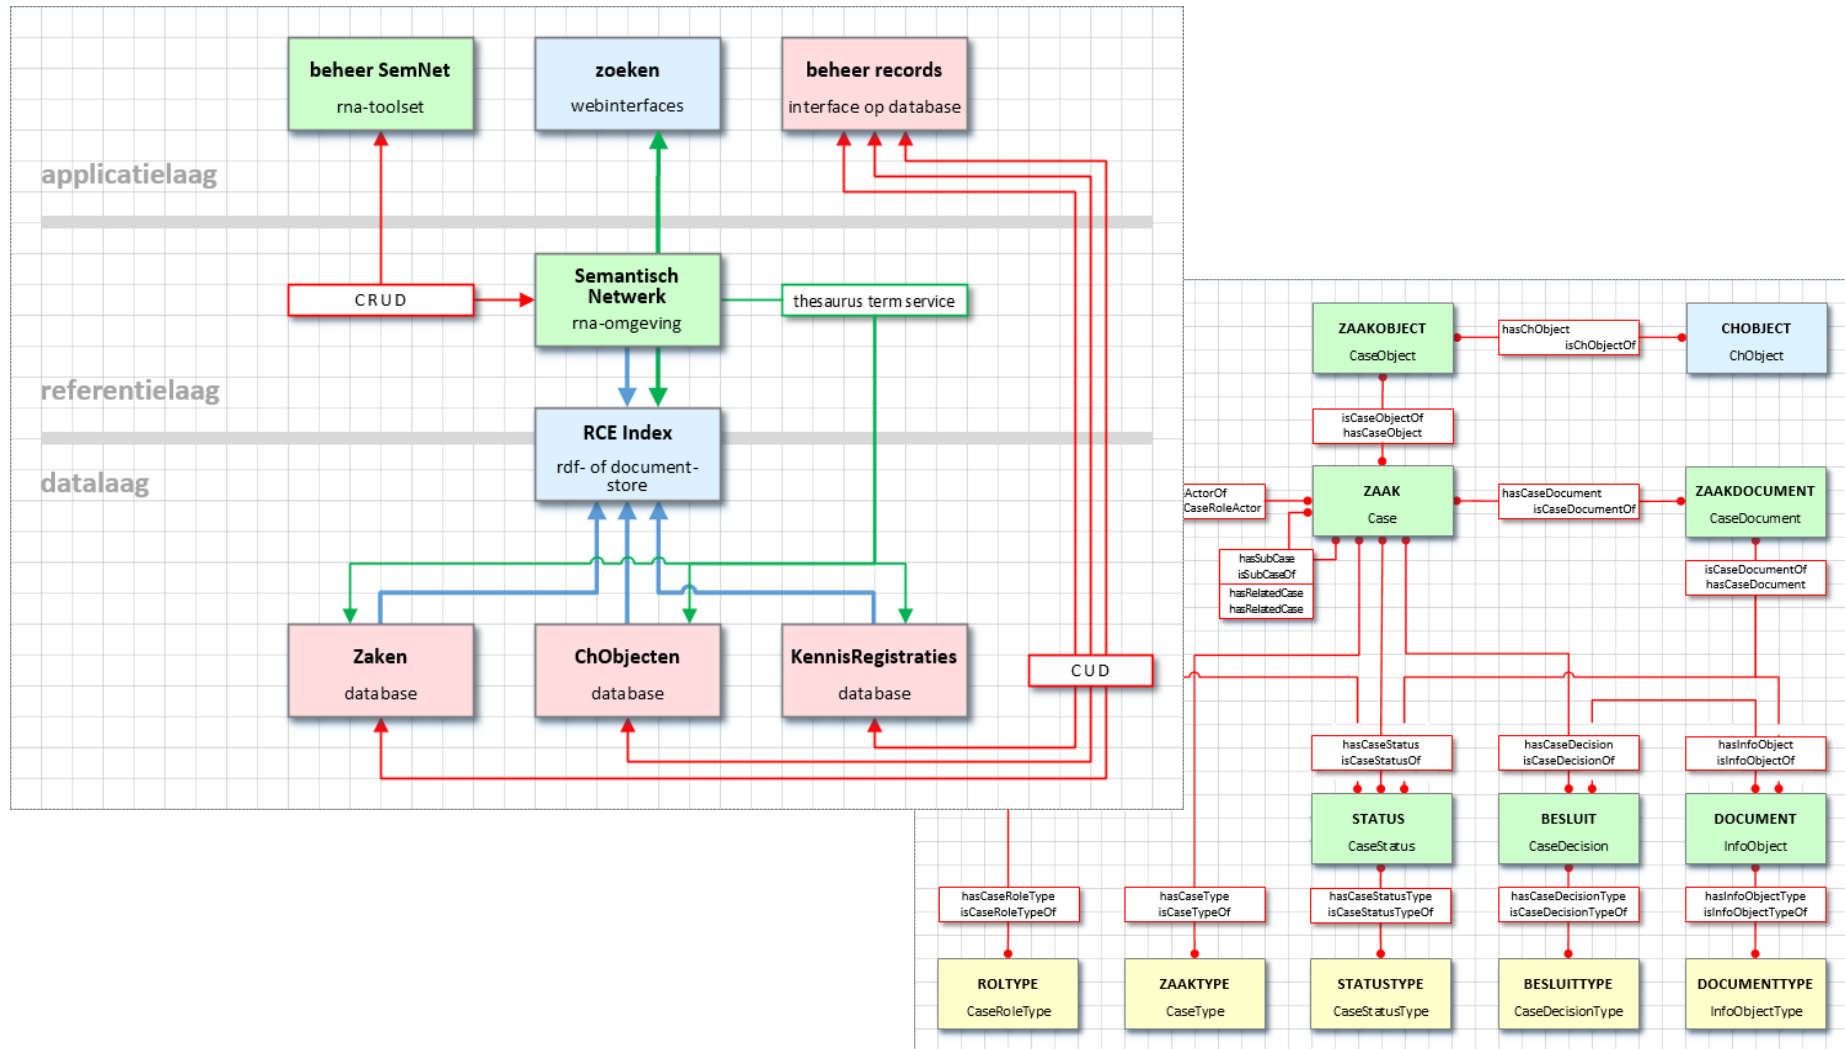 beheer SemNet
rna-toolset
zoeken
webinterfaces
beheer records
interface op database
applicatielaag
CRUD
Semantisch
Netwerk
rna-omgeving
thesaurus term service
referentielaag
RCE Index
rdf- of document-
store
datalaag
Zaken
database
ChObjecten
database
KennisRegistraties
database
CUD
ZAAKOBJECT
CaseObject
hasChObject
isChObjectOf
CHOBJECT
ChObject
isCaseObjectOf
hasCaseObject
ActorOf
CaseRoleActor
ZAAK
Case
hasCaseDocument
isCaseDocumentOf
ZAAKDOCUMENT
CaseDocument
hasSubCase
isSubCaseOf
hasRelatedCase
hasRelatedCase
isCaseDocumentOf
hasCaseDocument
hasCaseStatus
isCaseStatusOf
hasCaseDecision
isCaseDecisionOf
hasInfoObject
isInfoObjectOf
STATUS
CaseStatus
BESLUIT
CaseDecision
DOCUMENT
InfoObject
hasCaseRoleType
isCaseRoleTypeOf
hasCaseType
isCaseTypeOf
hasCaseStatusType
isCaseStatusTypeOf
hasCaseDecisionType
isCaseDecisionTypeOf
hasInfoObjectType
isInfoObjectTypeOf
ROLTYPE
CaseRoleType
ZAAKTYPE
CaseType
STATUSTYPE
CaseStatusType
BESLUITTYPE
CaseDecisionType
DOCUMENTTYPE
InfoObjectType